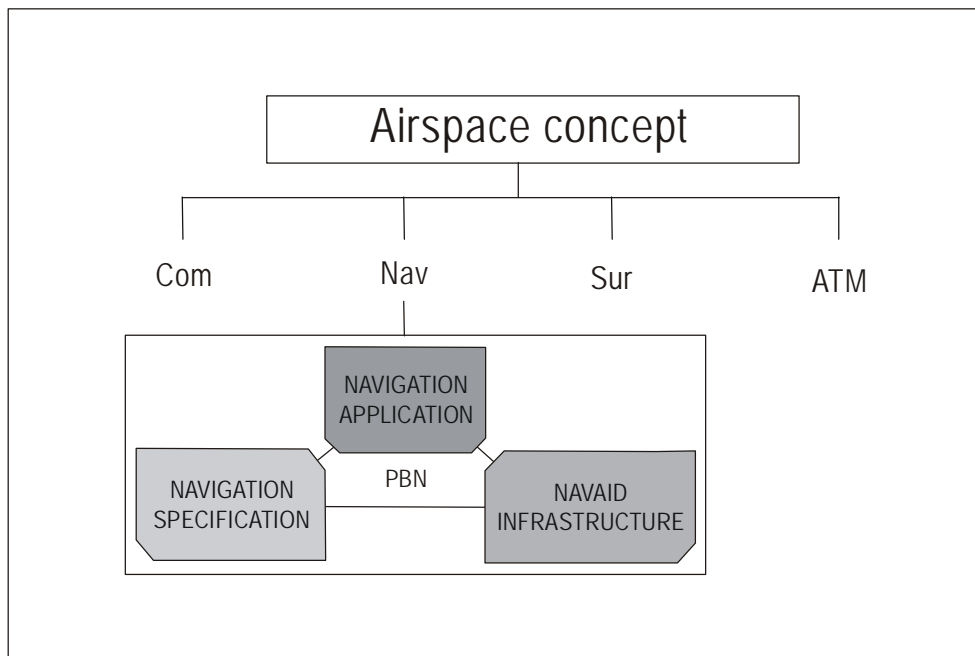 Airspace concept
Com
Nav
Sur
ATM
NAVIGATION
APPLICATION
PBN
NAVIGATION
SPECIFICATION
NAVAID
INFRASTRUCTURE